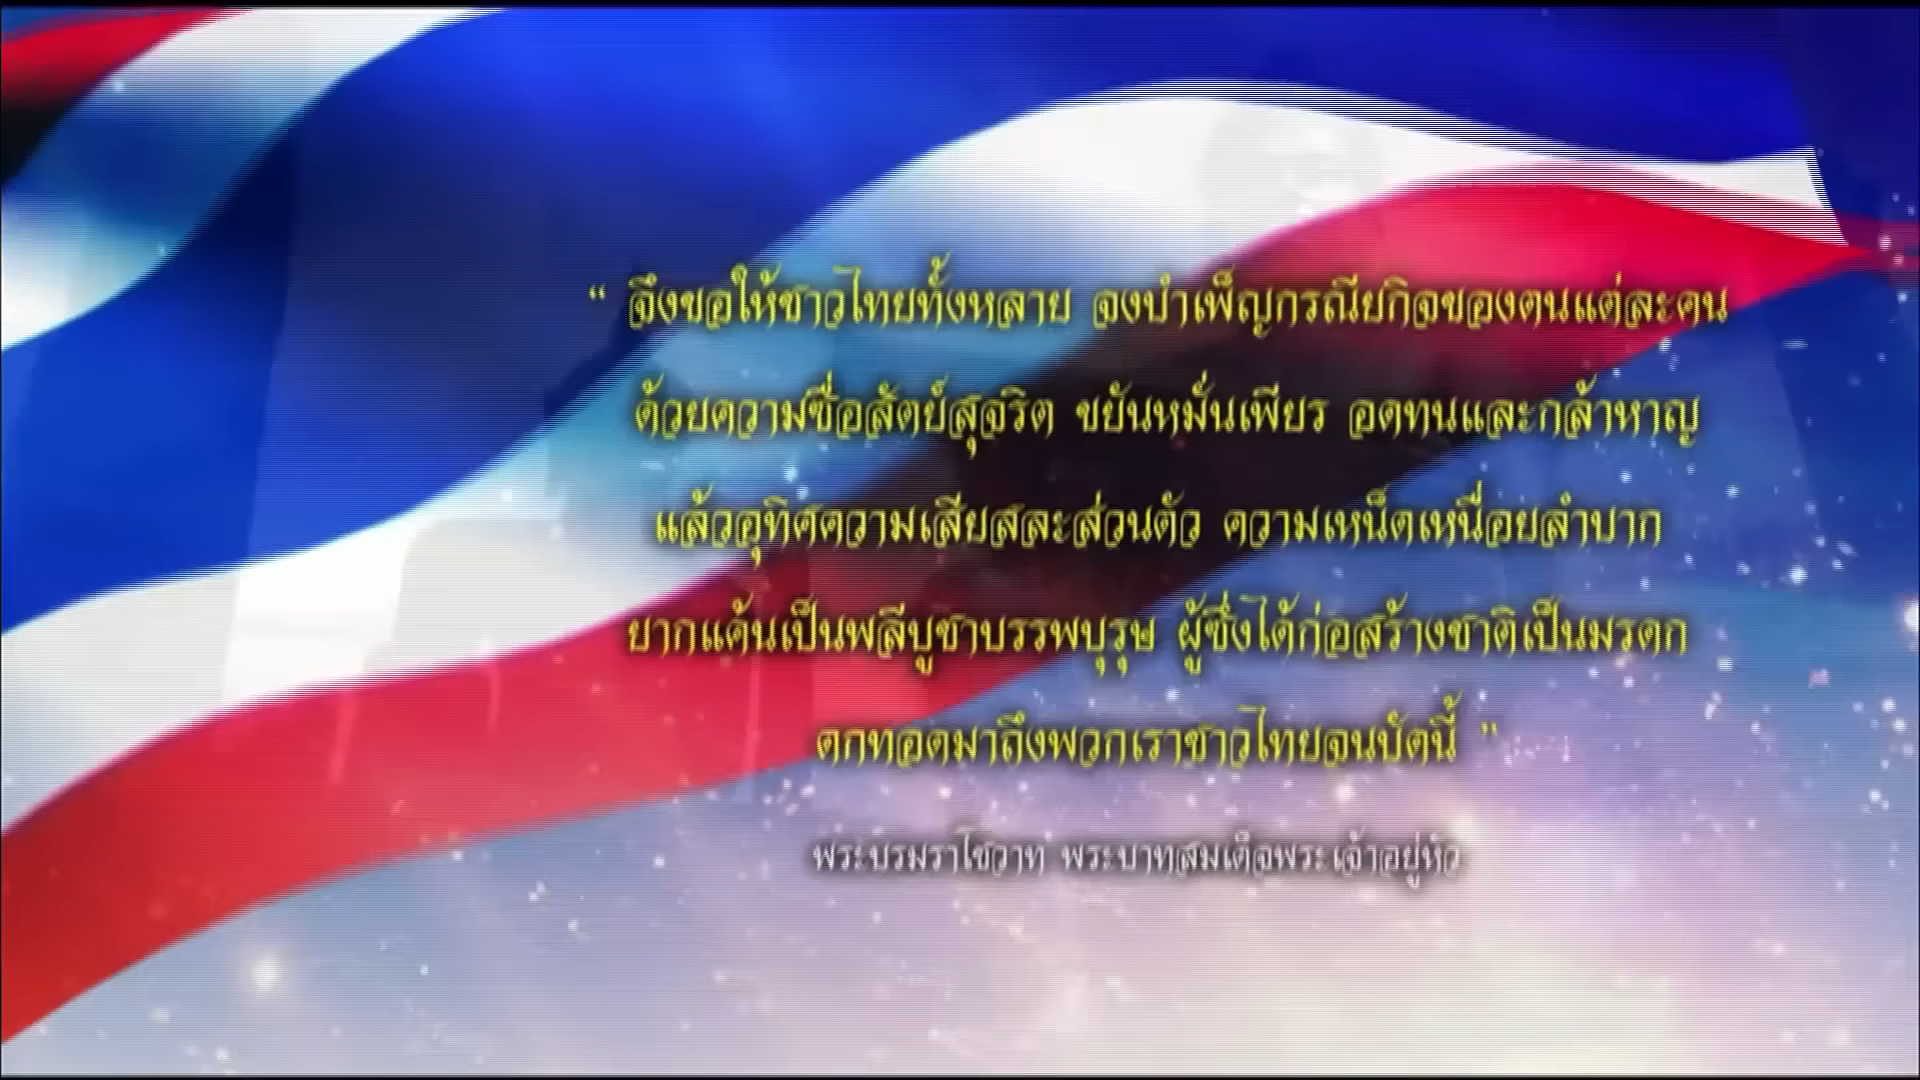 “ จึงขอให้ชาวไทยทั้งหลาย จงบำเพ็ญกรณียกิจของตนแต่ละคน
ด้วยความซื่อสัตย์สุจริต ขยันหมั่นเพียร อดทนและกล้าหาญ
แล้วอุทิศความเสียสละส่วนตัว ความเหน็ดเหนื่อยลำบาก
ยากแค้นเป็นพลีบูชาบรรพบุรุษ ผู้ซึ่งได้ก่อสร้างชาติเป็นมรดก
ตกทอดมาถึงพวกเราชาวไทยจนบัดนี้ ”
พระบรมราโชวาท พระบาทสมเด็จพระเจ้าอยู่หัว